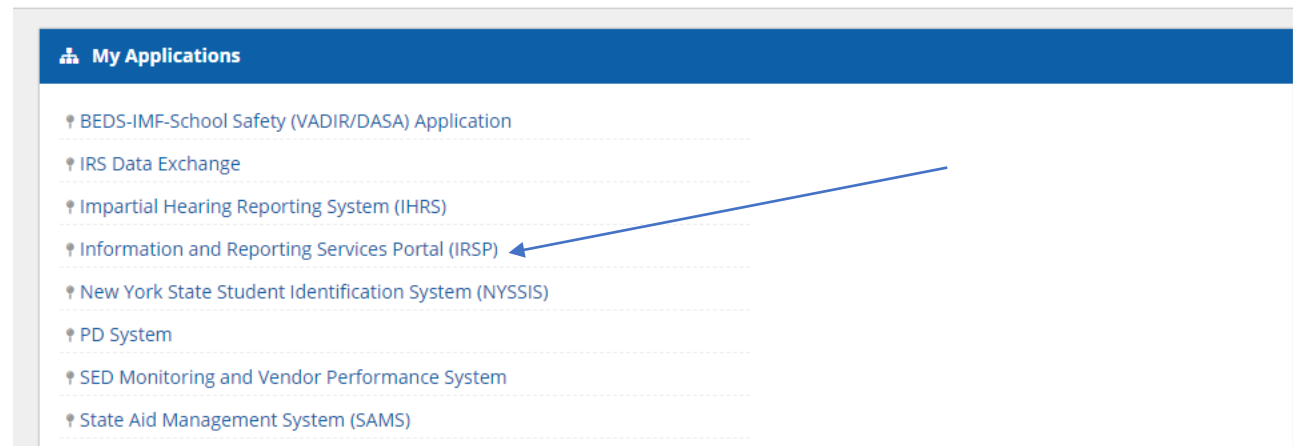 My Applications
BEDS-IMF-School Safety (VADIR/DASA) Application
IRS Data Exchange
Impartial Hearing Reporting System (IHRS)
Information and Reporting Services Portal (IRSP)
New York State Student Identification System (NYSSIS)
PD System
SED Monitoring and Vendor Performance System
State Aid Management System (SAMS)